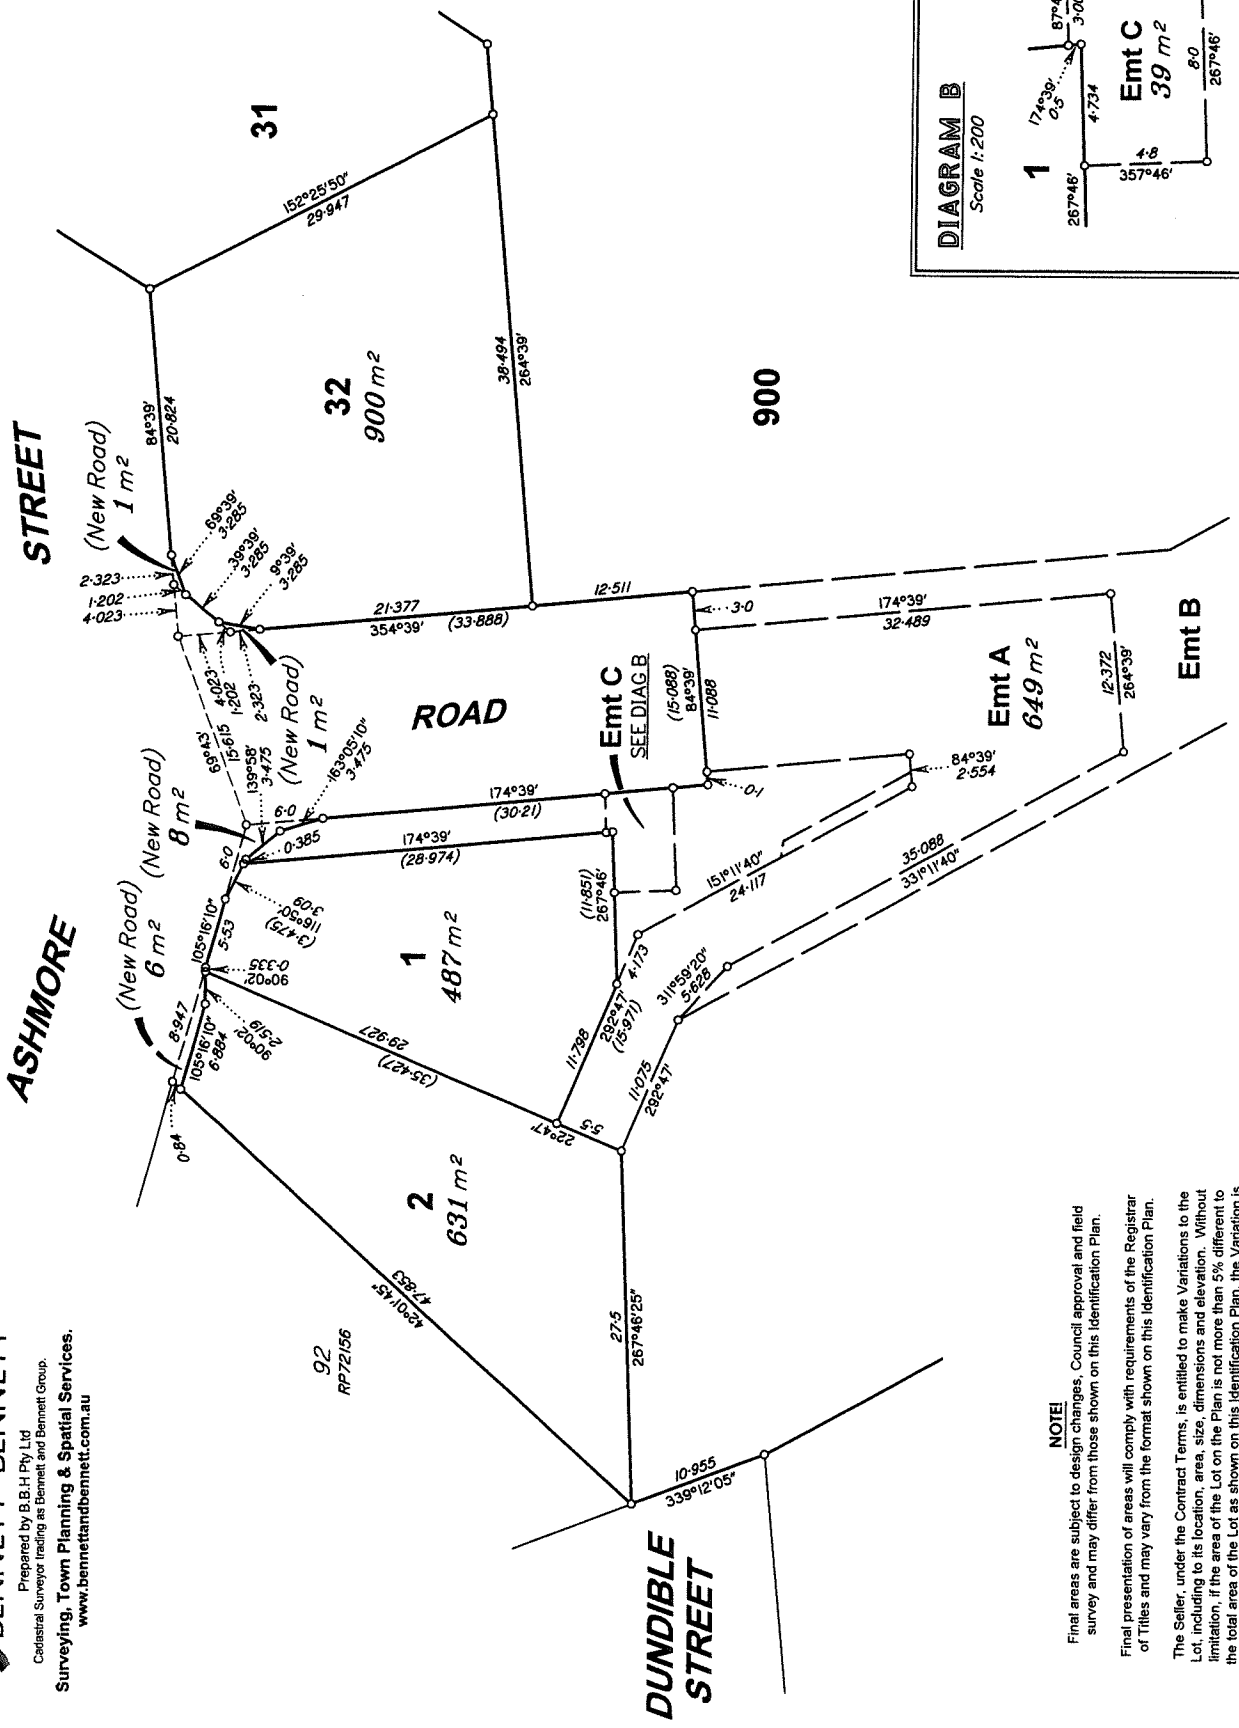 BENNETT BENNETT
Prepared by B.B.H Pty Ltd
Cadastral Surveyor trading as Bennett and Bennett Group.
Surveying, Town Planning & Spatial Services.
www.bennettandbennett.com.au
ASHMORE
STREET
(New Road)
6 m²
(New Road)
8 m²
(New Road)
1 m²
(New Road)
1 m²
0·84
8·947
105°16'10"
6·884
90°02'
2·519
90°02'
0·335
105°16'10"
5·53
6·0
116°50'
3·09
(3·475)
0·385
139°58'
3·475
6·0
163°05'10"
3·475
69°43'
15·615
4·023
1·202
2·323
2·323
1·202
4·023
69°39'
3·285
39°39'
3·285
9°39'
3·285
84°39'
20·824
152°25'50"
29·947
31
32
900 m²
38·494
264°39'
21·377
354°39'
(33·888)
12·511
900
ROAD
174°39'
(30·21)
174°39'
(28·974)
Emt C
SEE DIAG B
(15·088)
84°39'
11·088
3·0
0·1
174°39'
32·489
Emt A
649 m²
12·372
264°39'
Emt B
84°39'
2·554
151°11'40"
24·117
35·088
331°11'40"
311°59'20"
5·628
4·173
(11·851)
267°46'
1
487 m²
11·798
292°47'
(15·971)
11·075
292°47'
29·927
(35·427)
22°47'
5·5
2
631 m²
42°01'45"
47·853
92
RP72156
27·5
267°46'25"
10·955
339°12'05"
DUNDIBLE
STREET
DIAGRAM B
Scale 1:200
1
174°39'
0·5
3·00
267°46'
4·734
4·8
357°46'
Emt C
39 m²
8·0
267°46'
NOTE!
Final areas are subject to design changes, Council approval and field
survey and may differ from those shown on this Identification Plan.
Final presentation of areas will comply with requirements of the Registrar
of Titles and may vary from the format shown on this Identification Plan.
The Seller, under the Contract Terms, is entitled to make Variations to the
Lot, including to its location, area, size, dimensions and elevation. Without
limitation, if the area of the Lot on the Plan is not more than 5% different to
the total area of the Lot as shown on this Identification Plan, the Variation is